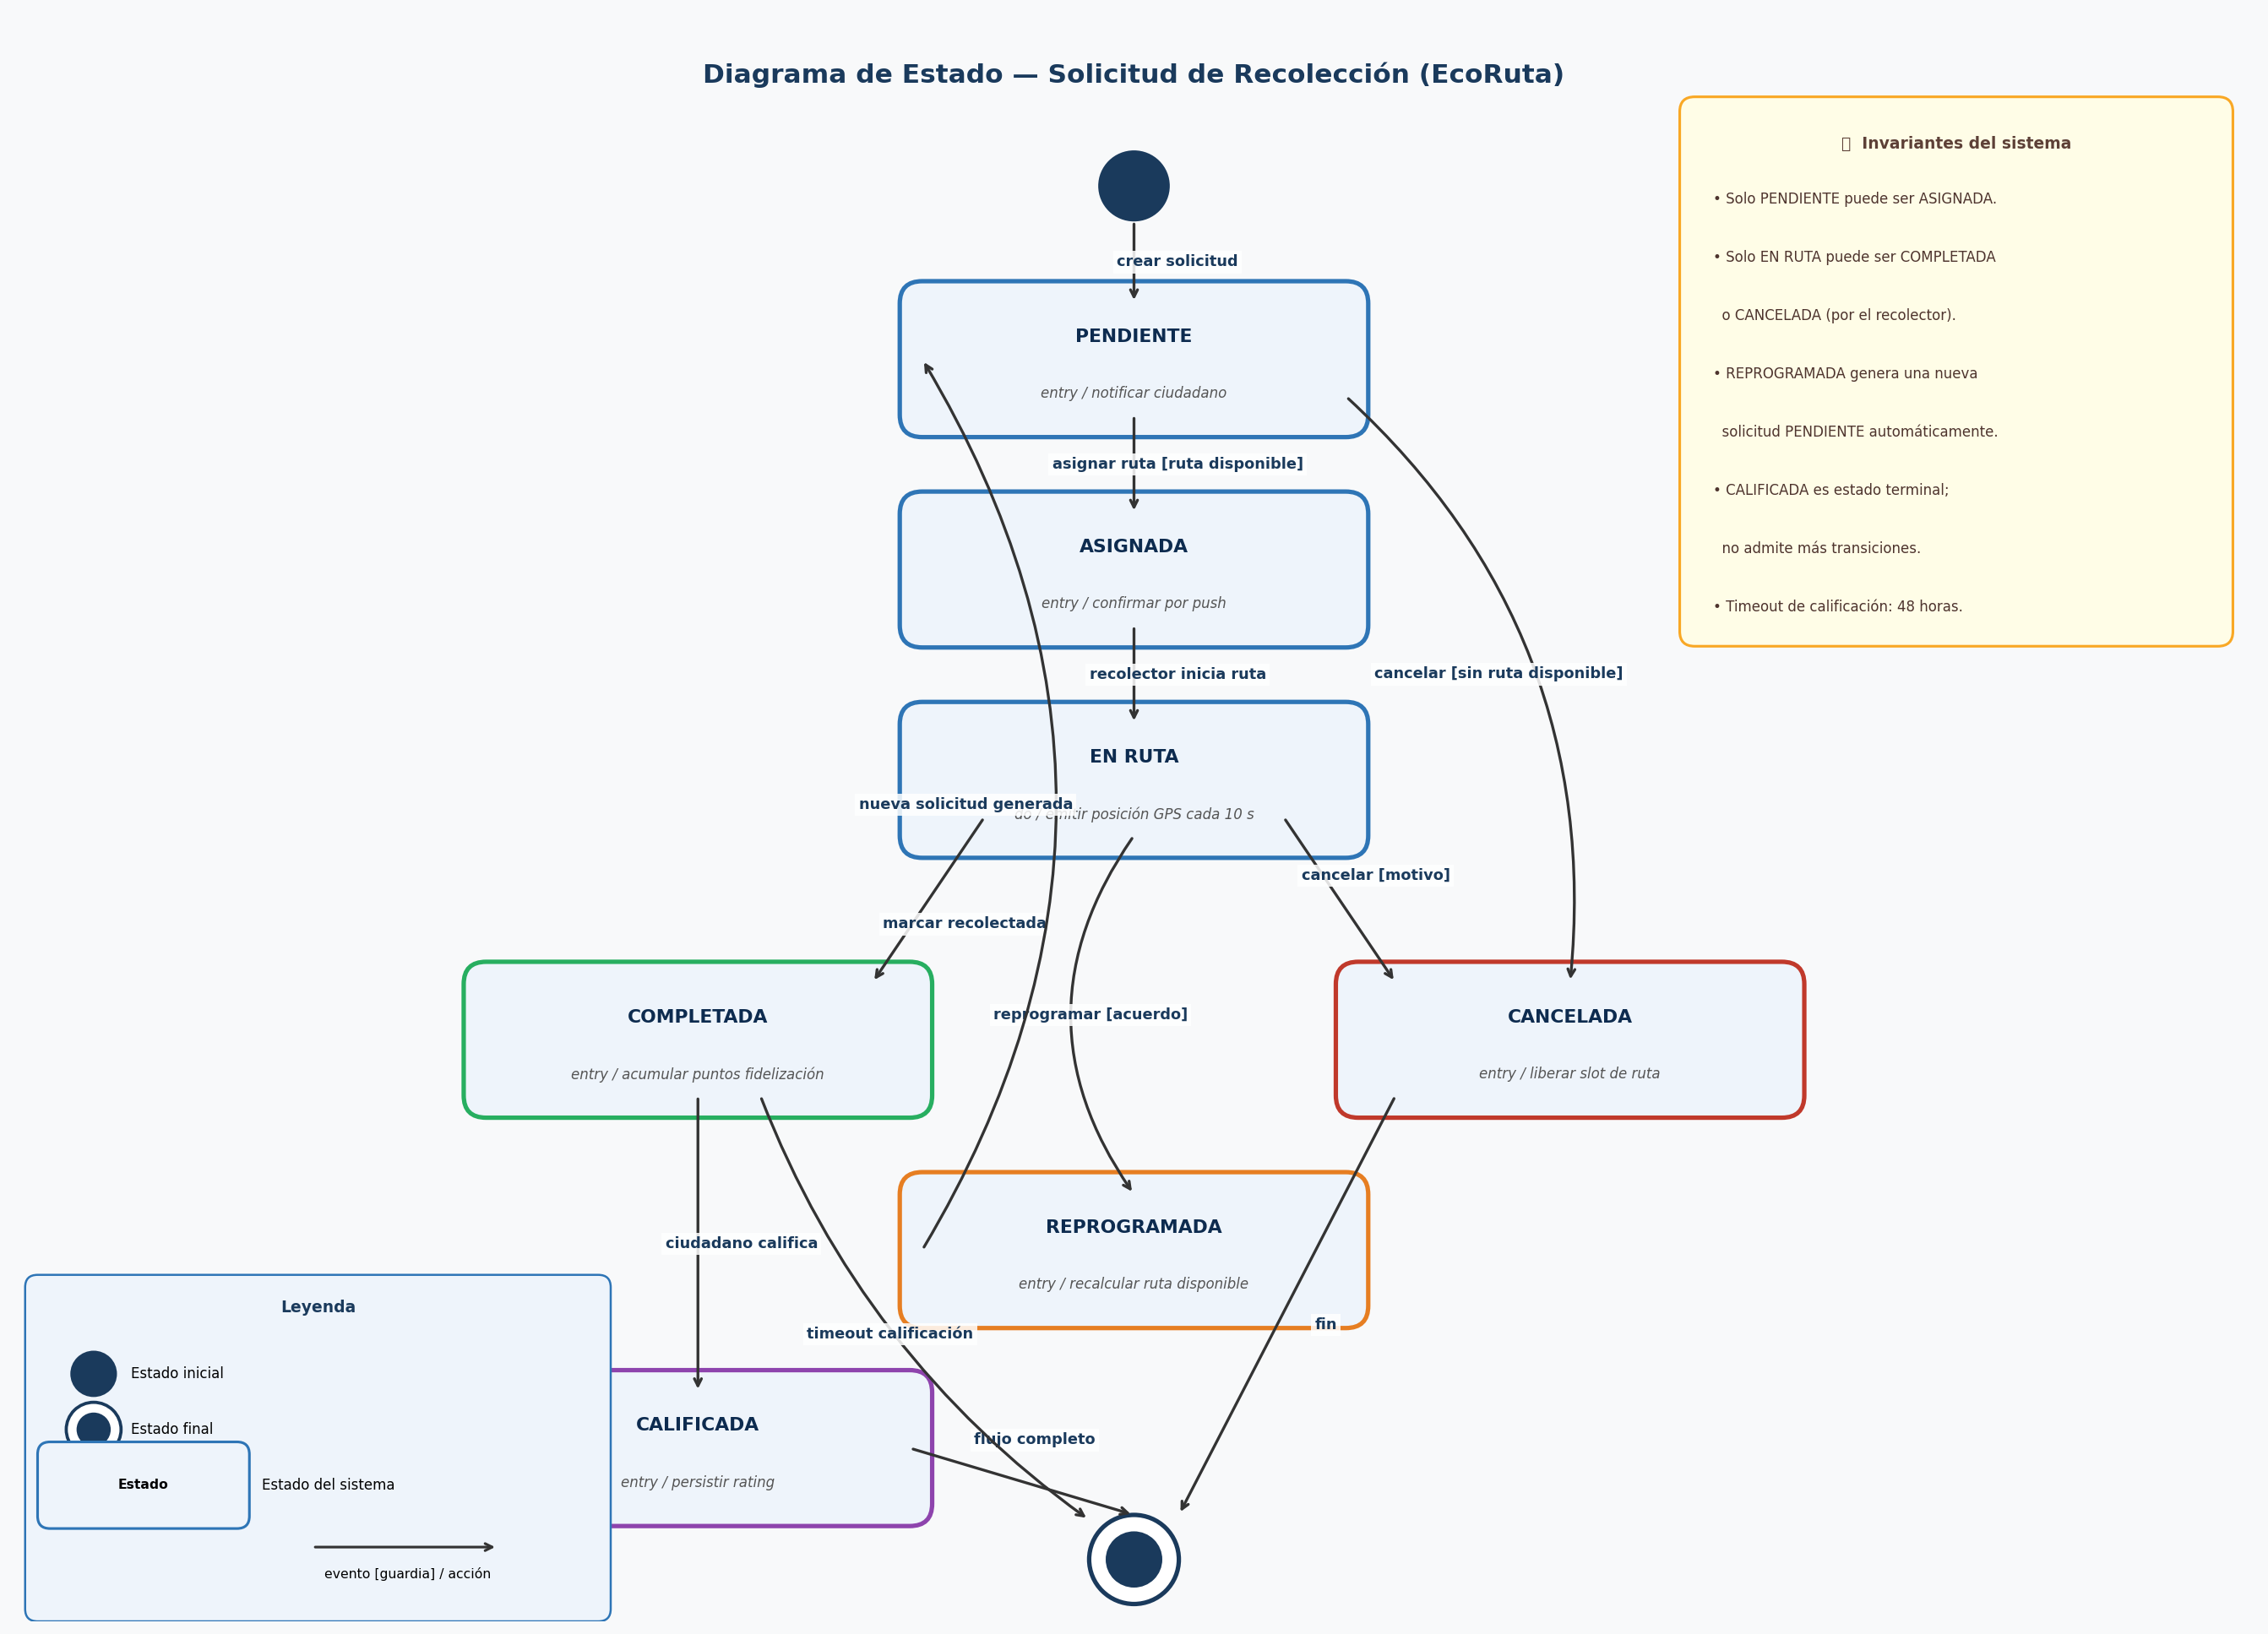 Diagrama de Estado — Solicitud de Recolección (EcoRuta)
Invariantes del sistema
• Solo PENDIENTE puede ser ASIGNADA.
• Solo EN RUTA puede ser COMPLETADA
o CANCELADA (por el recolector).
• REPROGRAMADA genera una nueva
solicitud PENDIENTE automáticamente.
• CALIFICADA es estado terminal;
no admite más transiciones.
• Timeout de calificación: 48 horas.
crear solicitud
PENDIENTE
entry / notificar ciudadano
asignar ruta [ruta disponible]
ASIGNADA
entry / confirmar por push
recolector inicia ruta
cancelar [sin ruta disponible]
EN RUTA
nueva solicitud generada
do / emitir posición GPS cada 10 s
cancelar [motivo]
marcar recolectada
COMPLETADA
entry / acumular puntos fidelización
reprogramar [acuerdo]
CANCELADA
entry / liberar slot de ruta
REPROGRAMADA
entry / recalcular ruta disponible
ciudadano califica
timeout calificación
fin
CALIFICADA
entry / persistir rating
flujo completo
Leyenda
Estado inicial
Estado final
Estado
Estado del sistema
evento [guardia] / acción